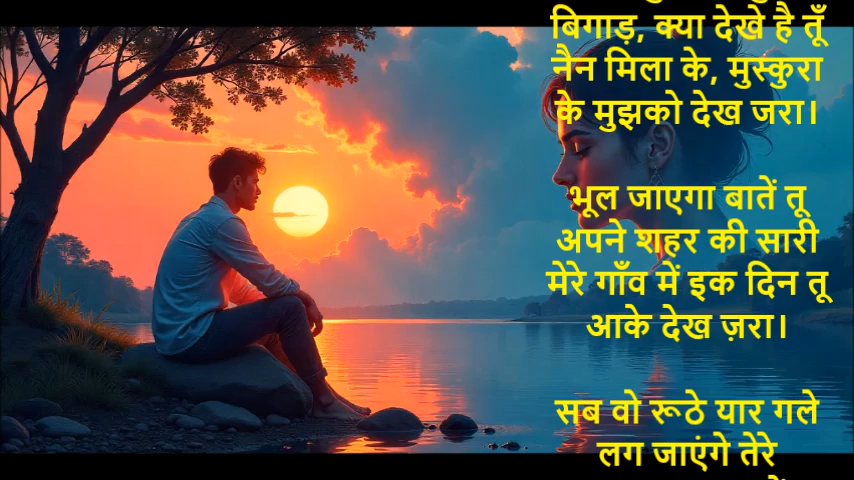 बिगाड़, क्या देखे है तूँ
नैन मिला के, मुस्कुरा
के मुझको देख जरा।
भूल जाएगा बातें तू
अपने शहर की सारी
मेरे गाँव में इक दिन तू
आके देख ज़रा।
सब वो रूठे यार गले
लग जाएंगे तेरे